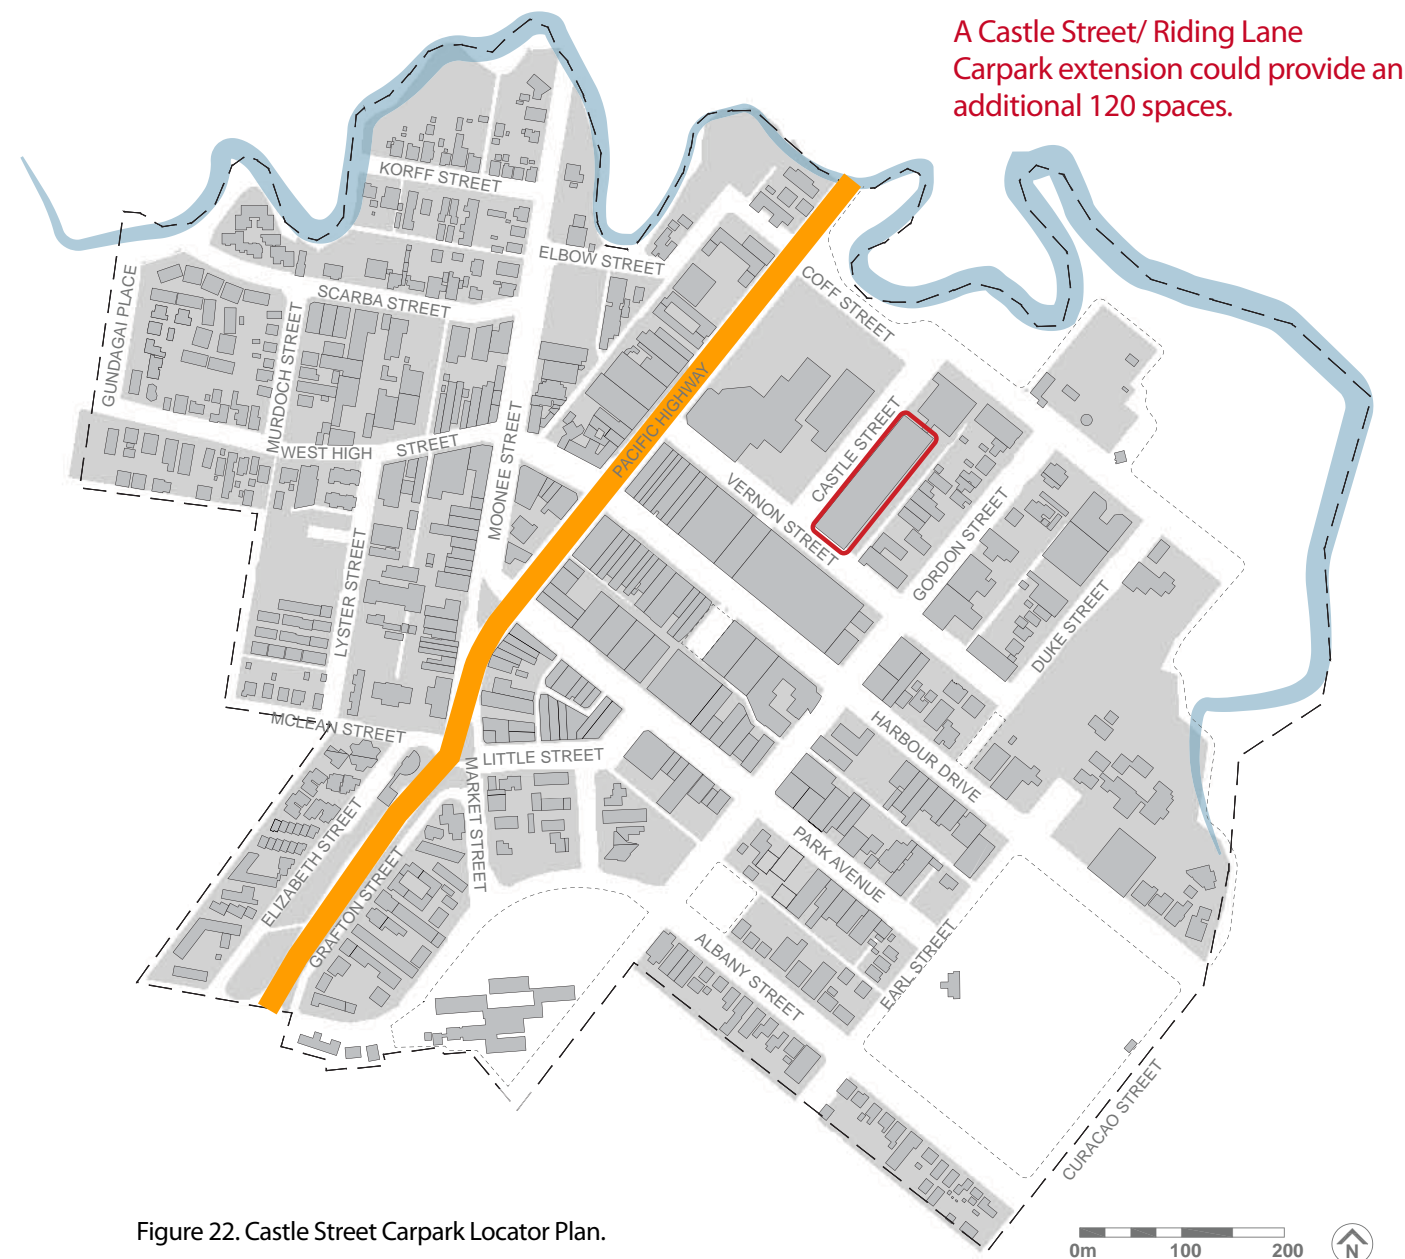 A Castle Street/ Riding Lane
Carpark extension could provide an
additional 120 spaces.
KORFF STREET
ELBOW STREET
SCARBA STREET
GUNDAGAI PLACE
MURDOCH STREET
COFF STREET
PACIFIC HIGHWAY
CASTLE STREET
WEST HIGH STREET
MOONEE STREET
VERNON STREET
GORDON STREET
LYSTER STREET
DUKE STREET
MCLEAN STREET
HARBOUR DRIVE
LITTLE STREET
MARKET STREET
ELIZABETH STREET
PARK AVENUE
GRAFTON STREET
ALBANY STREET
EARL STREET
CURACAO STREET
Figure 22. Castle Street Carpark Locator Plan.
0m 100 200
N